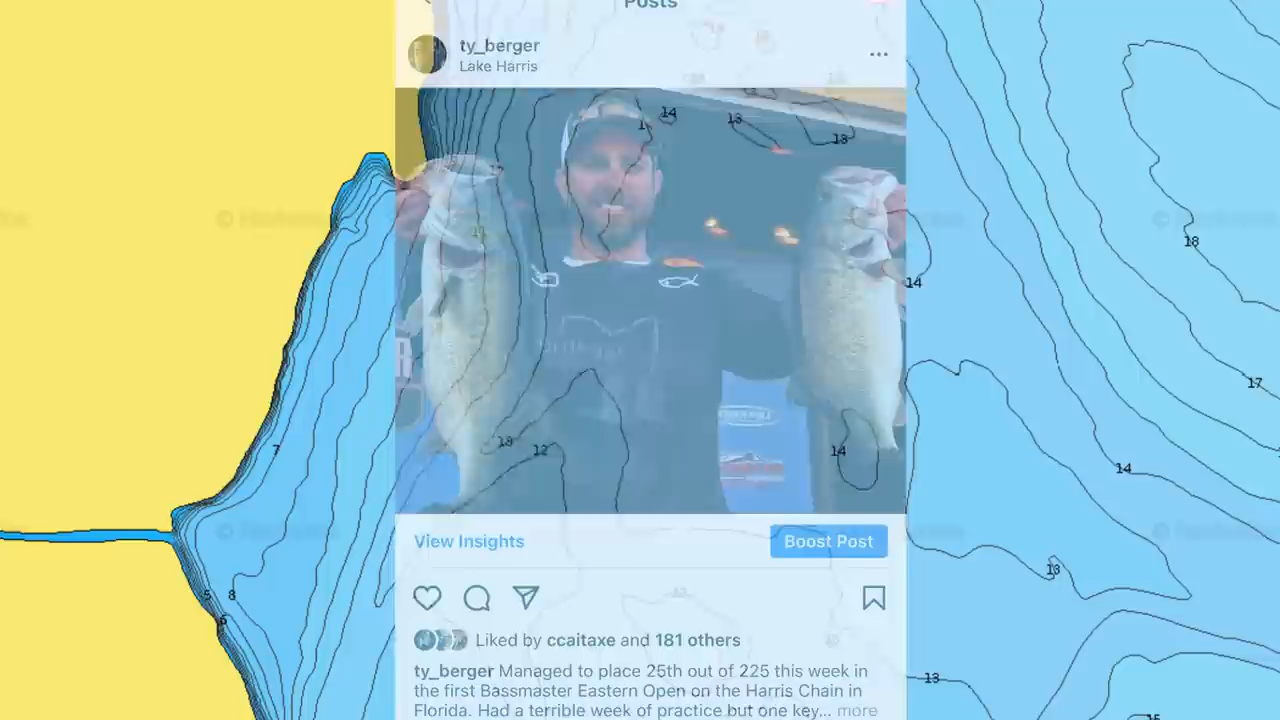 Posts
ty_berger
Lake Harris
14
13
13
18
14
17
13
12
14
14
7
View Insights
Boost Post
13
5
8
6
Liked by ccaitaxe and 181 others
ty_berger Managed to place 25th out of 225 this week in
the first Bassmaster Eastern Open on the Harris Chain in
Florida. Had a terrible week of practice but one key... more
13
15